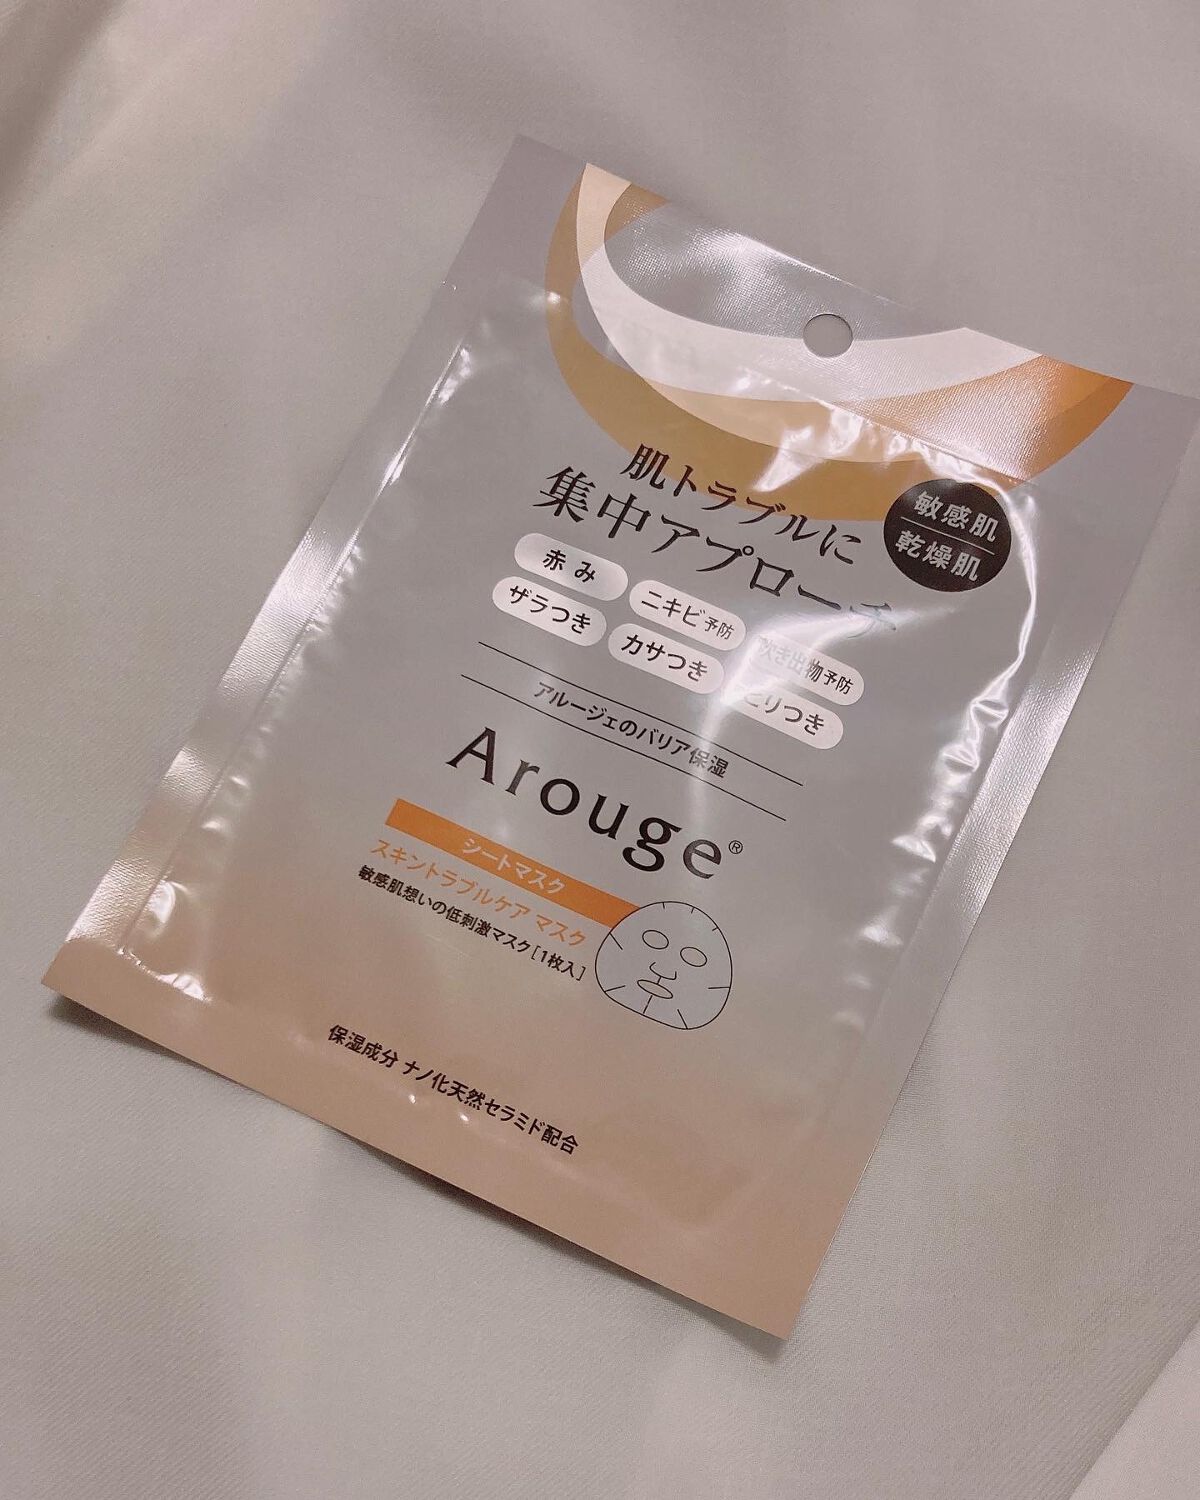 肌トラブルに
集中アプローチ
敏感肌
乾燥肌
赤み
ニキビ予防
吹き出物予防
ザラつき
カサつき
ヒリつき
アルージェのバリア保湿
Arouge®
シートマスク
スキントラブルケア マスク
敏感肌想いの低刺激マスク[1枚入]
保湿成分 ナノ化天然セラミド配合